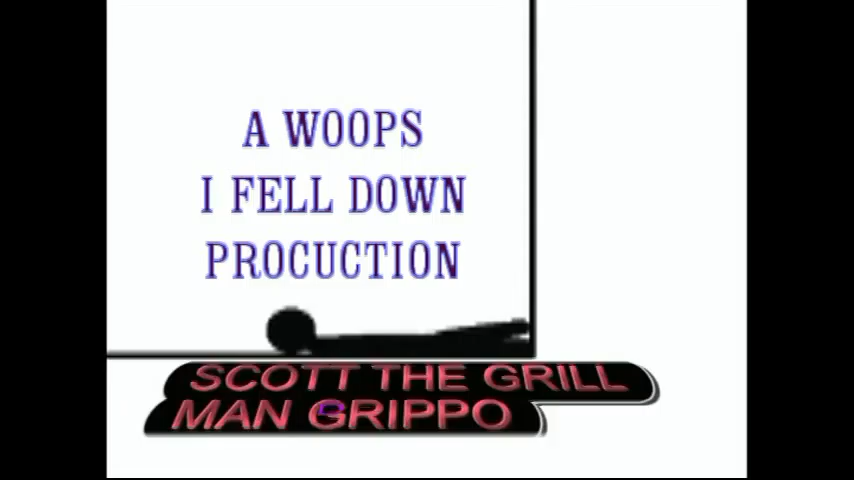 A WOOPS
I FELL DOWN
PROCUCTION
SCOTT THE GRILL
MAN GRIPPO